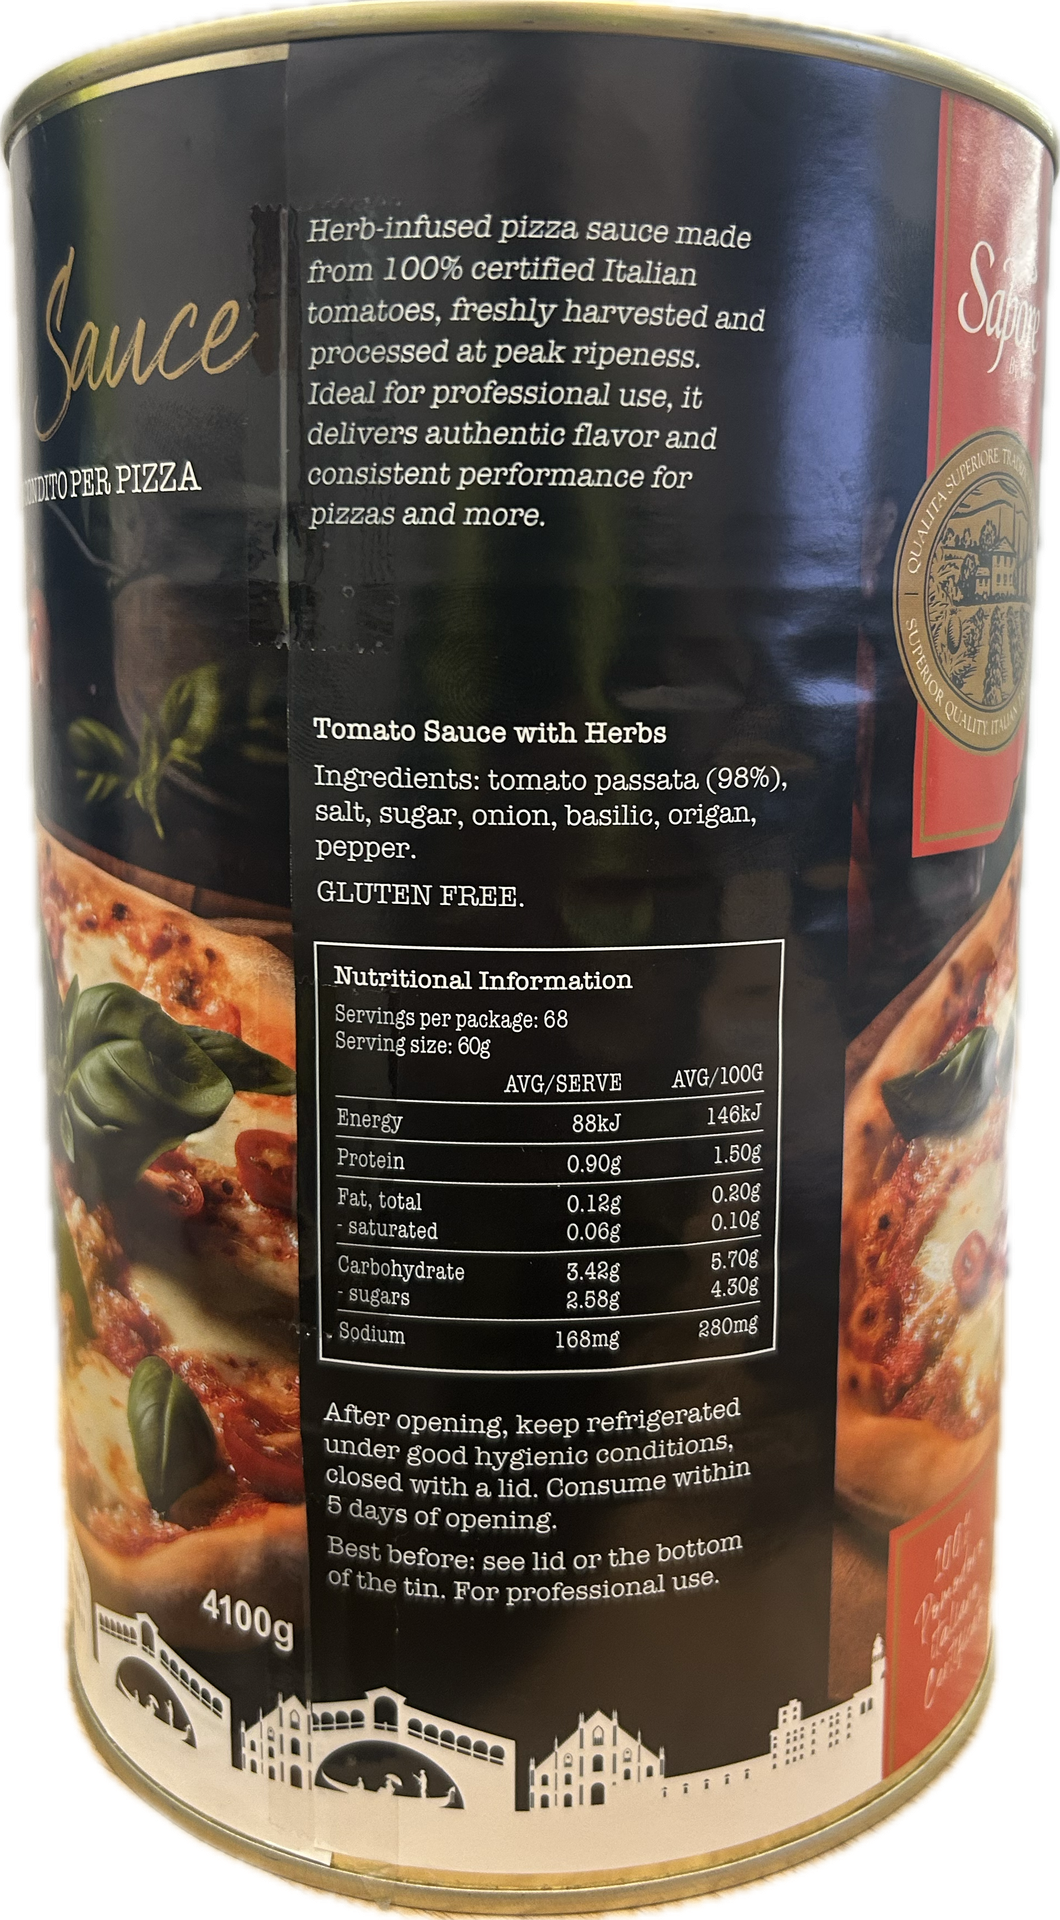 Sauce
PER PIZZA
Herb-infused pizza sauce made
from 100% certified Italian
tomatoes, freshly harvested and
processed at peak ripeness.
Ideal for professional use, it
delivers authentic flavor and
consistent performance for
pizzas and more.
Tomato Sauce with Herbs
Ingredients: tomato passata (98%),
salt, sugar, onion, basilic, origan,
pepper.
GLUTEN FREE.
Nutritional Information
Servings per package: 68
Serving size: 60g
AVG/SERVE AVG/100G
Energy 88kJ 146kJ
Protein 0.90g 1.50g
Fat, total 0.12g 0.20g
- saturated 0.06g 0.10g
Carbohydrate 3.42g 5.70g
- sugars 2.58g 4.30g
Sodium 168mg 280mg
After opening, keep refrigerated
under good hygienic conditions,
closed with a lid. Consume within
5 days of opening.
Best before: see lid or the bottom
of the tin. For professional use.
4100g
Sapore
QUALITA SUPERIORE
SUPERIOR QUALITY ITALIAN
100%
Pomodoro
Italiano